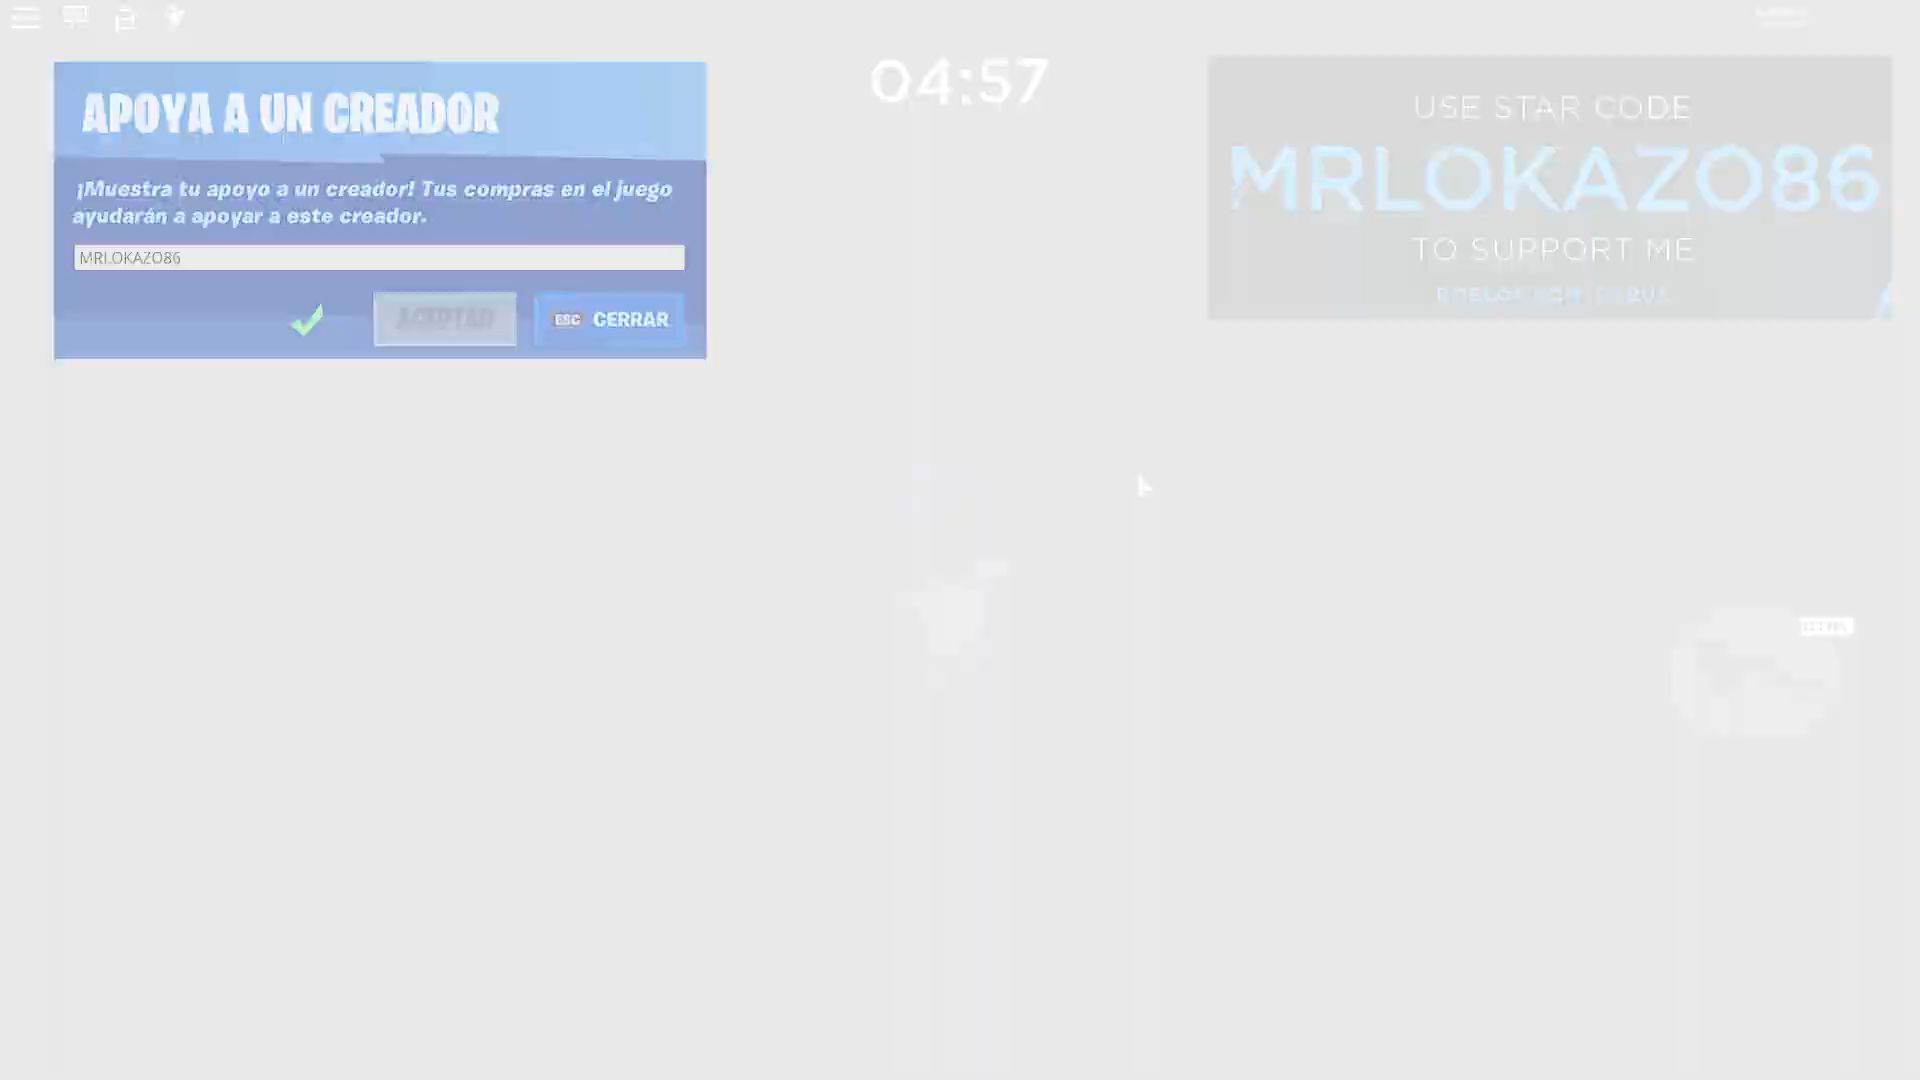 APOYA A UN CREADOR
¡Muestra tu apoyo a un creador! Tus compras en el juego
ayudarán a apoyar a este creador.
MRLOKAZO86
ACEPTAR
ESC CERRAR
04:57
USE STAR CODE
MRLOKAZO86
TO SUPPORT ME